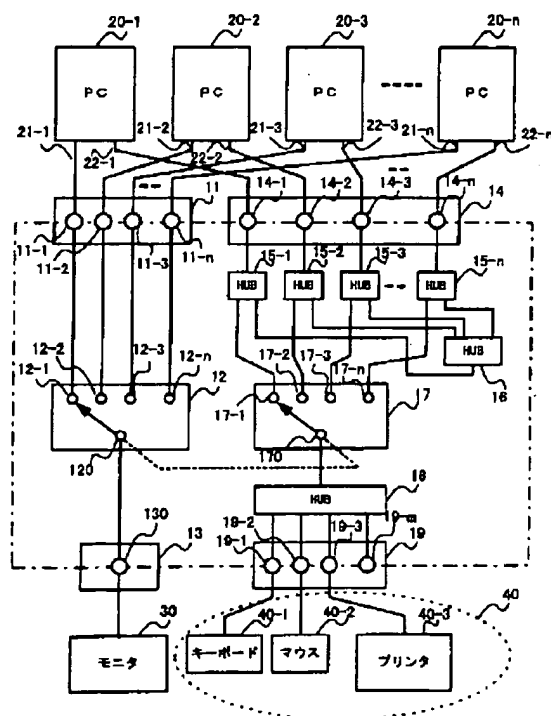 20-1 20-2 20-3 20-n
PC PC PC PC
21-1 22-1 21-2 22-2 21-3 22-3 21-n 22-n
11 14-1 14-2 14-3 14-n 14
11-1 11-2 11-3 11-n
15-1 15-2 15-3 15-n
HUB HUB HUB HUB
HUB
16
12-1 12-2 12-3 12-n 12
17-1 17-2 17-3 17-n 17
120 170
HUB 18
130 13
19-1 19-2 19-3 19-m 19
30 40-1 40-2 40-3 40
モニタ キーボード マウス プリンタ